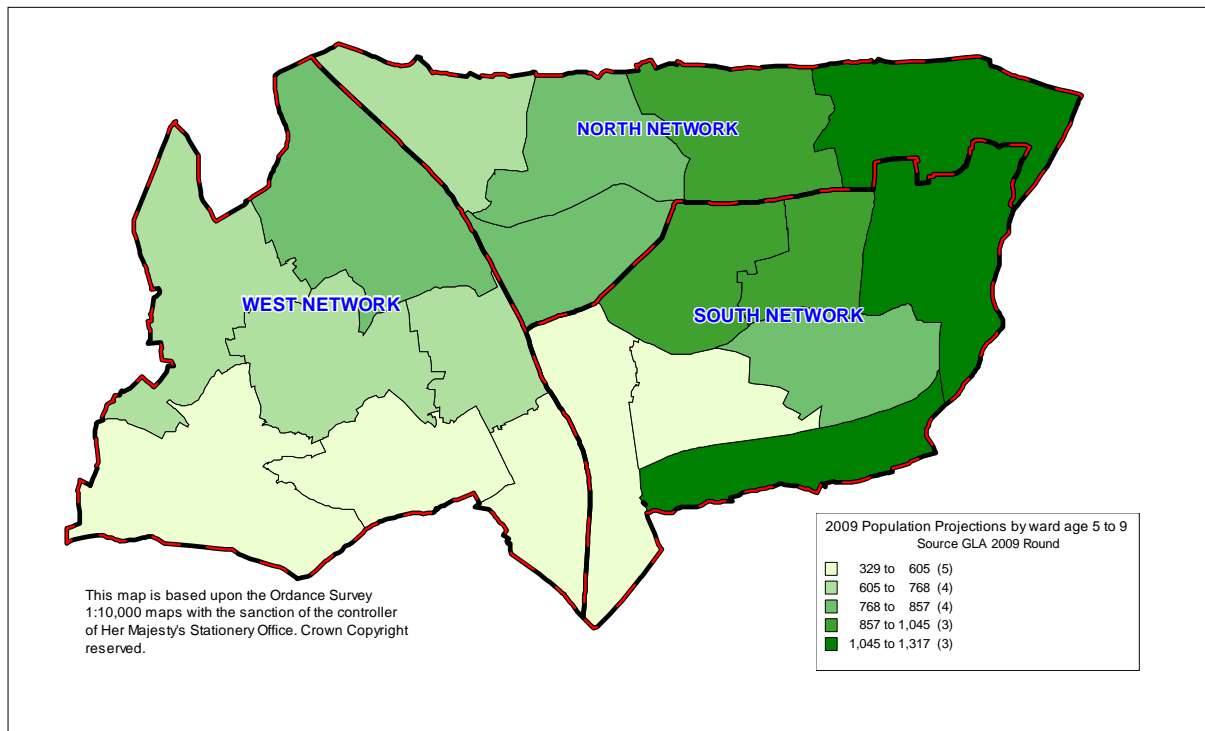 NORTH NETWORK
WEST NETWORK
SOUTH NETWORK
2009 Population Projections by ward age 5 to 9
Source GLA 2009 Round
329 to 605 (5)
605 to 768 (4)
768 to 857 (4)
857 to 1,045 (3)
1,045 to 1,317 (3)
This map is based upon the Ordance Survey
1:10,000 maps with the sanction of the controller
of Her Majesty's Stationery Office. Crown Copyright
reserved.